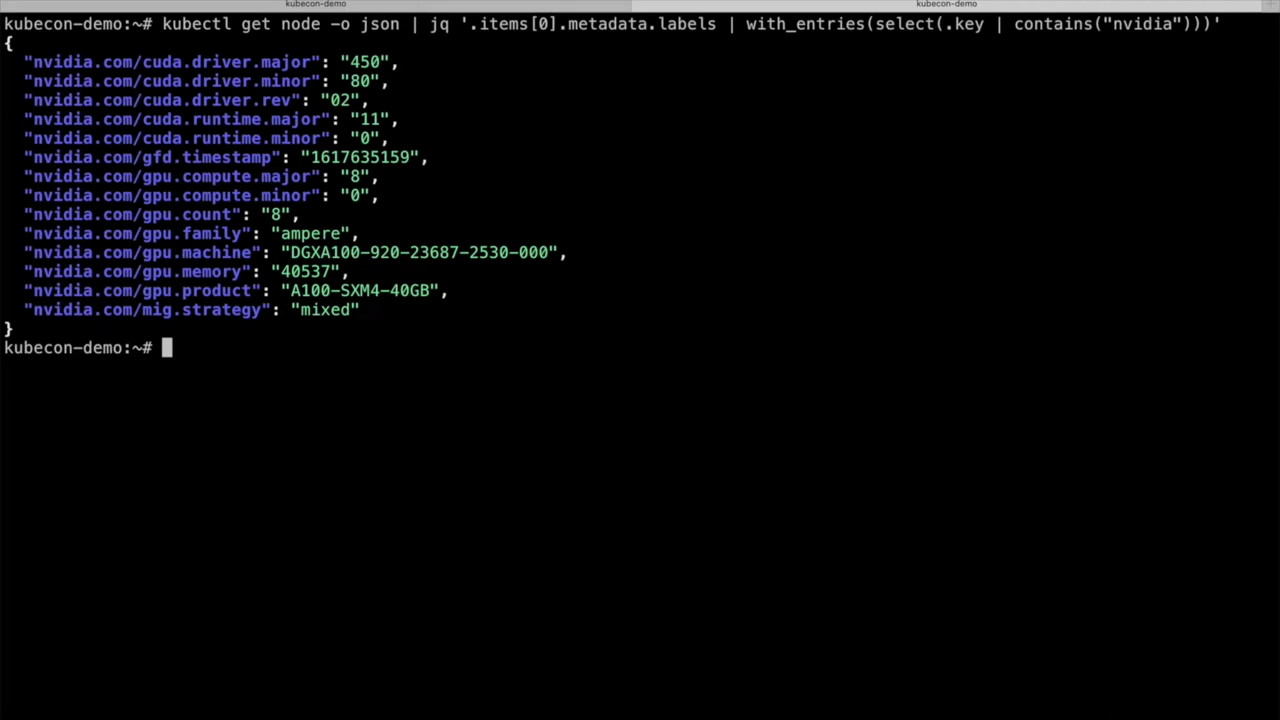 kubecon-demo
kubecon-demo
kubecon-demo:~# kubectl get node -o json | jq '.items[0].metadata.labels | with_entries(select(.key | contains("nvidia")))'
{
  "nvidia.com/cuda.driver.major": "450",
  "nvidia.com/cuda.driver.minor": "80",
  "nvidia.com/cuda.driver.rev": "02",
  "nvidia.com/cuda.runtime.major": "11",
  "nvidia.com/cuda.runtime.minor": "0",
  "nvidia.com/gfd.timestamp": "1617635159",
  "nvidia.com/gpu.compute.major": "8",
  "nvidia.com/gpu.compute.minor": "0",
  "nvidia.com/gpu.count": "8",
  "nvidia.com/gpu.family": "ampere",
  "nvidia.com/gpu.machine": "DGXA100-920-23687-2530-000",
  "nvidia.com/gpu.memory": "40537",
  "nvidia.com/gpu.product": "A100-SXM4-40GB",
  "nvidia.com/mig.strategy": "mixed"
}
kubecon-demo:~#